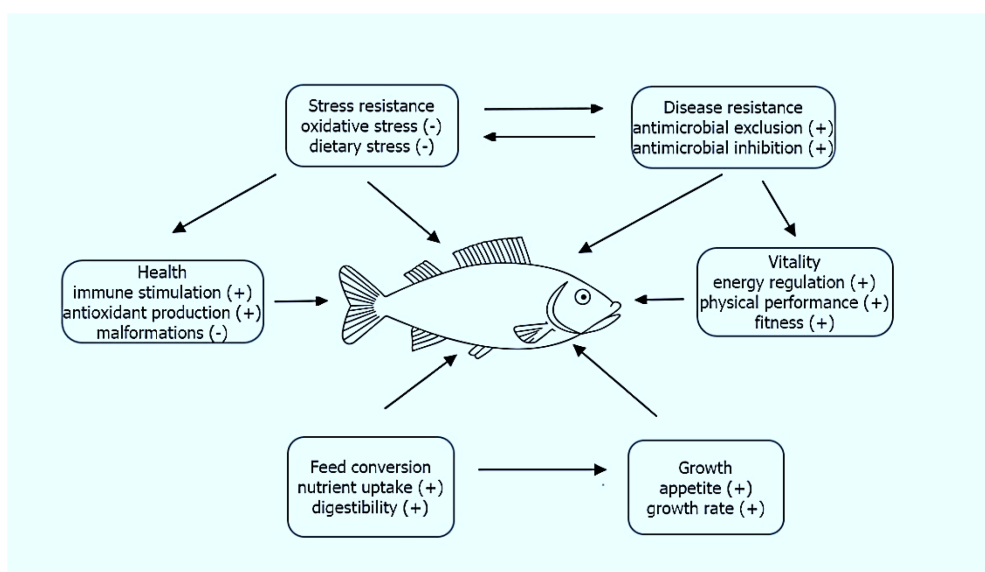 Stress resistance
oxidative stress (-)
dietary stress (-)
Disease resistance
antimicrobial exclusion (+)
antimicrobial inhibition (+)
Health
immune stimulation (+)
antioxidant production (+)
malformations (-)
Vitality
energy regulation (+)
physical performance (+)
fitness (+)
Feed conversion
nutrient uptake (+)
digestibility (+)
Growth
appetite (+)
growth rate (+)